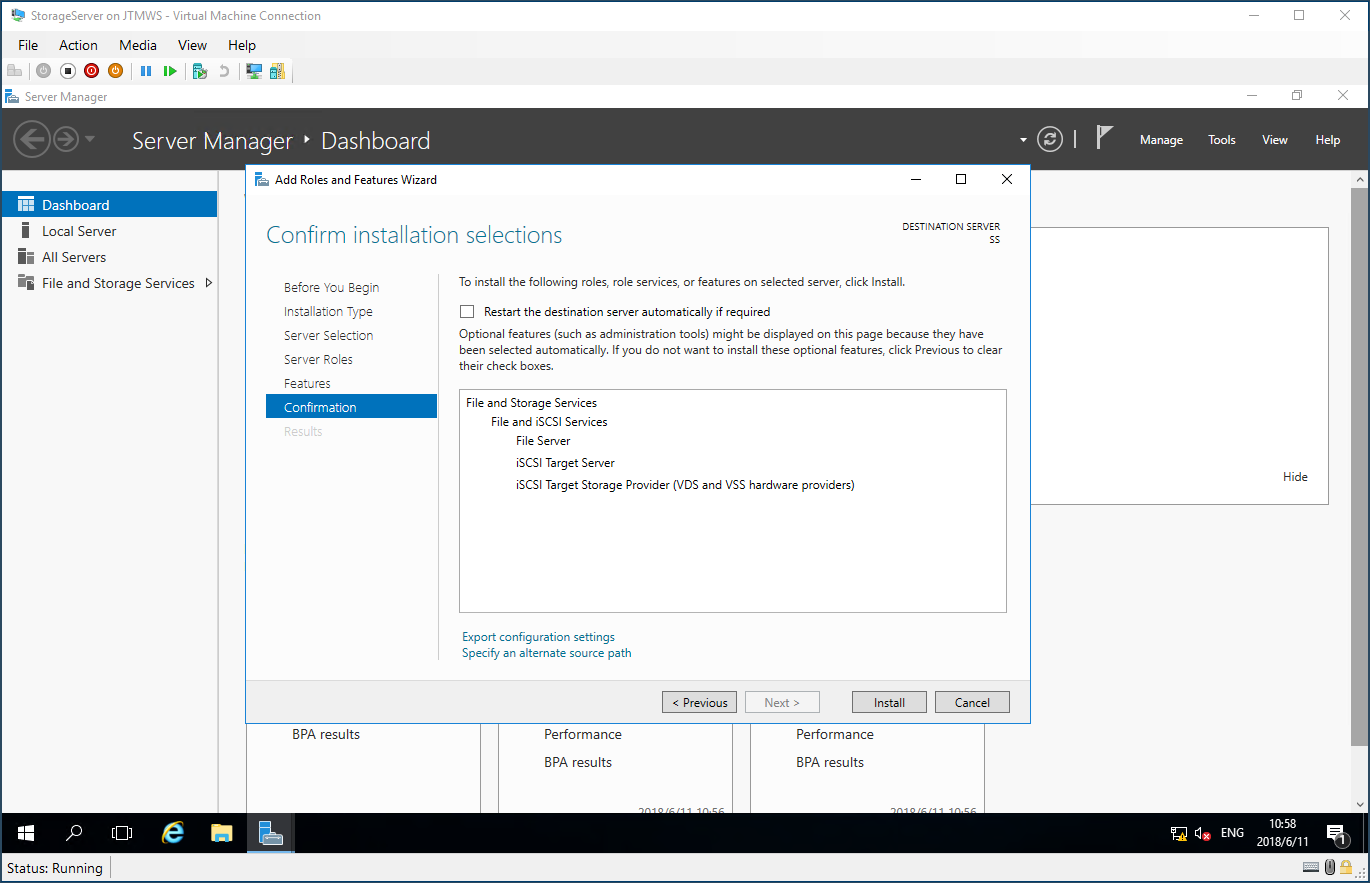 StorageServer on JTMWS - Virtual Machine Connection
File Action Media View Help
Server Manager
Server Manager Dashboard
Manage Tools View Help
Dashboard
Local Server
All Servers
File and Storage Services
Add Roles and Features Wizard
Confirm installation selections
DESTINATION SERVER
SS
Before You Begin
Installation Type
Server Selection
Server Roles
Features
Confirmation
Results
To install the following roles, role services, or features on selected server, click Install.
Restart the destination server automatically if required
Optional features (such as administration tools) might be displayed on this page because they have
been selected automatically. If you do not want to install these optional features, click Previous to clear
their check boxes.
File and Storage Services
File and iSCSI Services
File Server
iSCSI Target Server
iSCSI Target Storage Provider (VDS and VSS hardware providers)
Export configuration settings
Specify an alternate source path
< Previous Next > Install Cancel
Hide
BPA results
Performance
BPA results
2018/6/11 10:56
Performance
BPA results
2018/6/11 10:56
ENG
10:58
2018/6/11
1
Status: Running